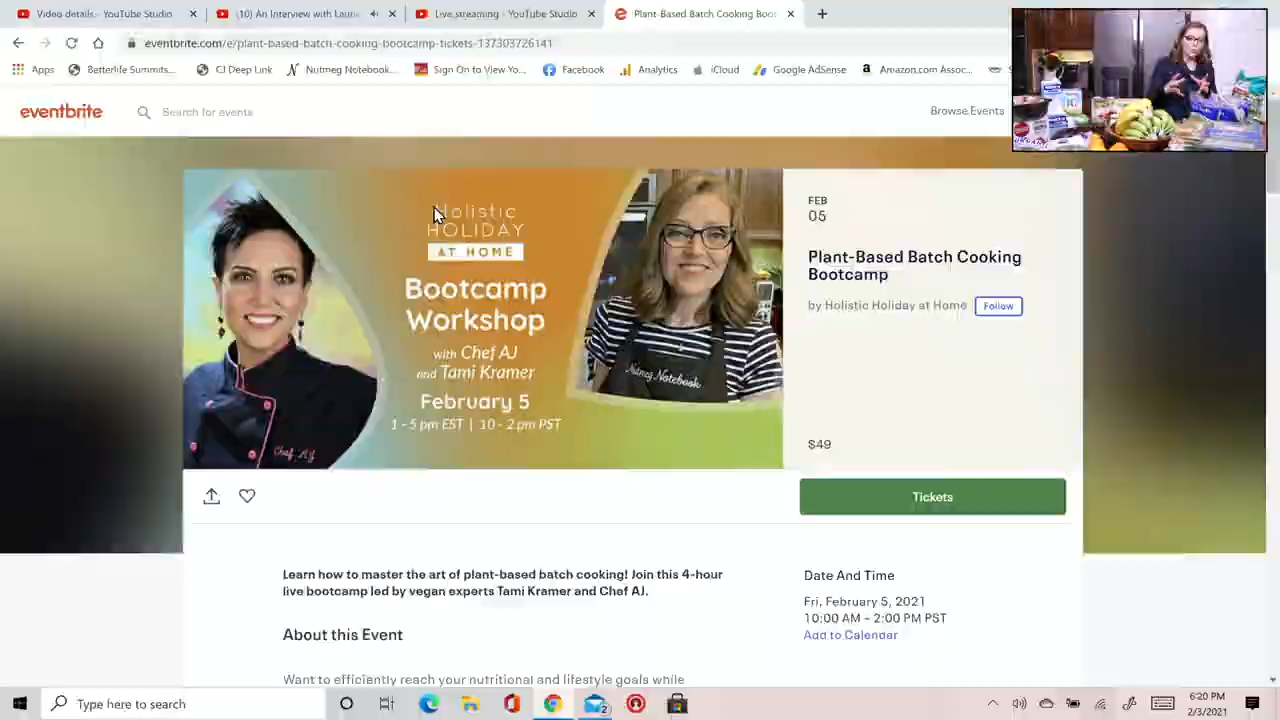 Video details - YouTube Studio
(10) An Interview with Lissa
Live streaming - YouTube Studio
Plant-Based Batch Cooking Boot
eventbrite.com/e/plant-based-batch-cooking-bootcamp-tickets-137303726141
Apps
Betterlife Summits...
CJ Deep Link
Nutmeg Notebook...
Sign On to View Yo...
Facebook
Analytics
iCloud
Google AdSense
Amazon.com Assoc...
eventbrite
Search for events
Browse Events
Holistic
HOLIDAY
AT HOME
Bootcamp
Workshop
with Chef AJ
and Tami Kramer
February 5
1 - 5 pm EST | 10 - 2 pm PST
Chef AJ
Nutmeg Notebook
FEB
05
Plant-Based Batch Cooking
Bootcamp
by Holistic Holiday at Home Follow
$49
Tickets
Learn how to master the art of plant-based batch cooking! Join this 4-hour
live bootcamp led by vegan experts Tami Kramer and Chef AJ.
About this Event
Want to efficiently reach your nutritional and lifestyle goals while
Date And Time
Fri, February 5, 2021
10:00 AM – 2:00 PM PST
Add to Calendar
Type here to search
2
6:20 PM
2/3/2021